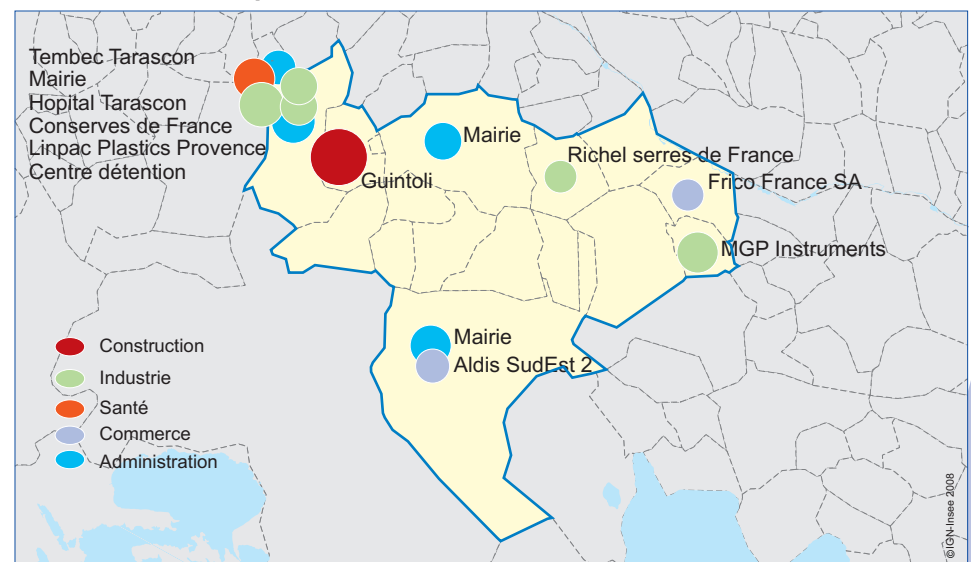 Tembec Tarascon
Mairie
Hopital Tarascon
Conserves de France
Linpac Plastics Provence
Centre détention
Guintoli
Mairie
Richel serres de France
Frico France SA
MGP Instruments
Mairie
Aldis SudEst 2
Construction
Industrie
Santé
Commerce
Administration
©IGN-Insee 2008